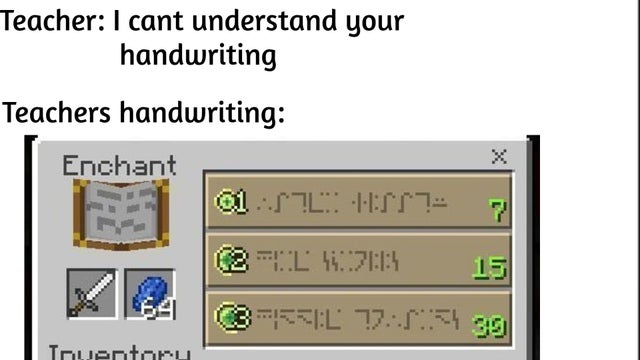 Teacher: I cant understand your
handwriting
Teachers handwriting:
Enchant
1 7
64
2 15
3 30
Inventory